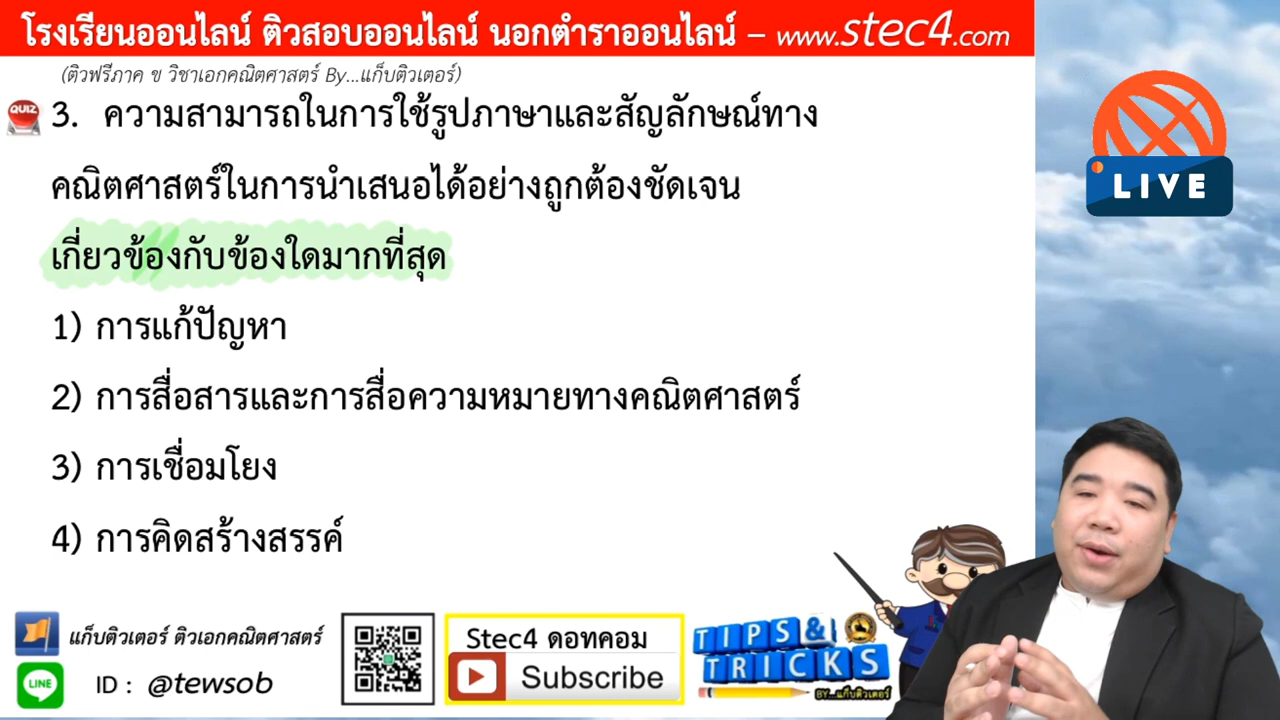 โรงเรียนออนไลน์ ติวสอบออนไลน์ นอกตำราออนไลน์ – www.stec4.com
(ติวฟรีภาค ข วิชาเอกคณิตศาสตร์ By...แก็บติวเตอร์)
QUIZ
3. ความสามารถในการใช้รูปภาษาและสัญลักษณ์ทาง
คณิตศาสตร์ในการนำเสนอได้อย่างถูกต้องชัดเจน
เกี่ยวข้องกับข้องใดมากที่สุด
1) การแก้ปัญหา
2) การสื่อสารและการสื่อความหมายทางคณิตศาสตร์
3) การเชื่อมโยง
4) การคิดสร้างสรรค์
LIVE
แก็บติวเตอร์ ติวเอกคณิตศาสตร์
LINE
ID : @tewsob
Stec4 ดอทคอม
Subscribe
TIPS &
TRICKS
BY...แก็บติวเตอร์